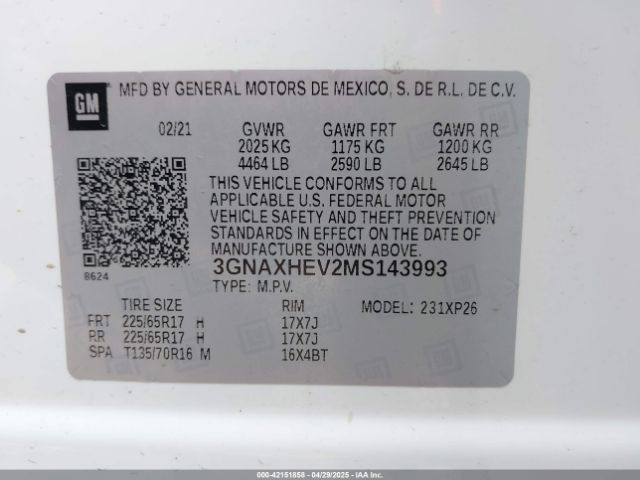 GM
MFD BY GENERAL MOTORS DE MEXICO, S. DE R.L. DE C.V.
02/21 GVWR GAWR FRT GAWR RR
2025 KG 1175 KG 1200 KG
4464 LB 2590 LB 2645 LB
THIS VEHICLE CONFORMS TO ALL
APPLICABLE U.S. FEDERAL MOTOR
VEHICLE SAFETY AND THEFT PREVENTION
STANDARDS IN EFFECT ON THE DATE OF
MANUFACTURE SHOWN ABOVE.
8624
3GNAXHEV2MS143993
TYPE: M.P.V.
TIRE SIZE RIM MODEL: 231XP26
FRT 225/65R17 H 17X7J
RR 225/65R17 H 17X7J
SPA T135/70R16 M 16X4BT
000-42151858 04/29/2025 IAAI.COM